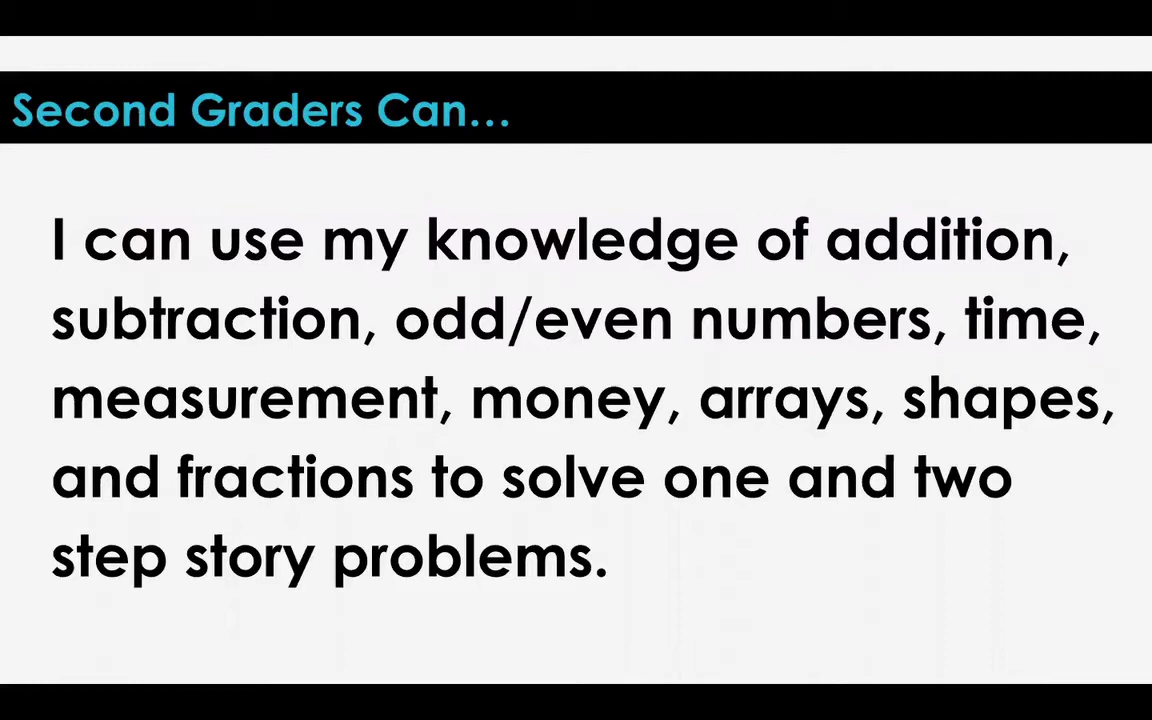 Second Graders Can...
I can use my knowledge of addition,
subtraction, odd/even numbers, time,
measurement, money, arrays, shapes,
and fractions to solve one and two
step story problems.